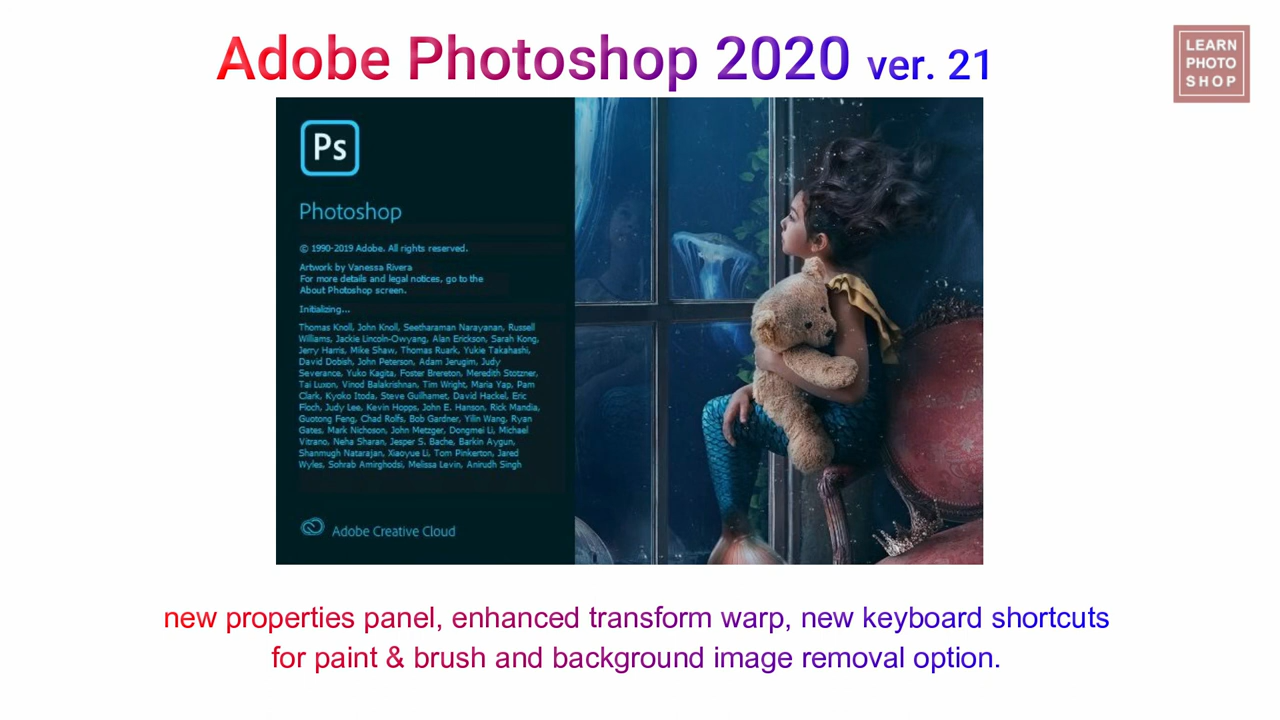 Adobe Photoshop 2020 ver. 21
LEARN
PHOTO
SHOP
Ps
Photoshop
© 1990-2019 Adobe. All rights reserved.
Artwork by Vanessa Rivera
For more details and legal notices, go to the
About Photoshop screen.
Initializing...
Thomas Knoll, John Knoll, Seetharaman Narayanan, Russell
Williams, Jackie Lincoln-Owyang, Alan Erickson, Sarah Kong,
Jerry Harris, Mike Shaw, Thomas Ruark, Yukie Takahashi,
David Dobish, John Peterson, Adam Jerugim, Judy
Severance, Yuko Kagita, Foster Brereton, Meredith Stotzner,
Tai Luxon, Vinod Balakrishnan, Tim Wright, Maria Yap, Pam
Clark, Kyoko Itoda, Steve Guilhamet, David Hackel, Eric
Floch, Judy Lee, Kevin Hopps, John E. Hanson, Rick Mandia,
Guotong Feng, Chad Rolfs, Bob Gardner, Yilin Wang, Ryan
Gates, Mark Nichoson, John Metzger, Dongmei Li, Michael
Vitrano, Neha Sharan, Jesper S. Bache, Barkin Aygun,
Shanmugh Natarajan, Xiaoyue Li, Tom Pinkerton, Jared
Wyles, Sohrab Amirghodsi, Melissa Levin, Anirudh Singh
Adobe Creative Cloud
new properties panel, enhanced transform warp, new keyboard shortcuts
for paint & brush and background image removal option.